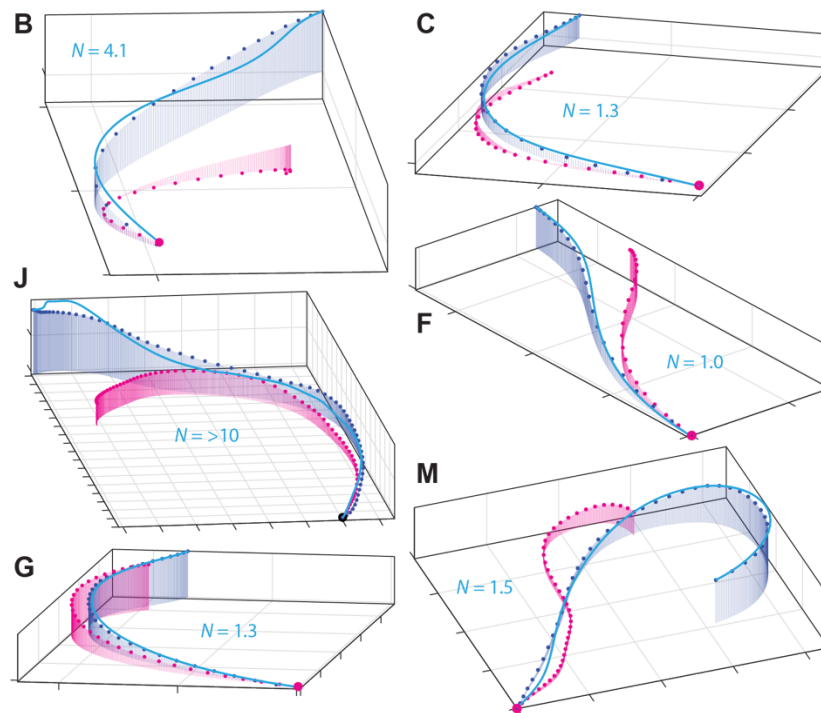 B
N = 4.1
C
N = 1.3
J
N = >10
F
N = 1.0
G
N = 1.3
M
N = 1.5